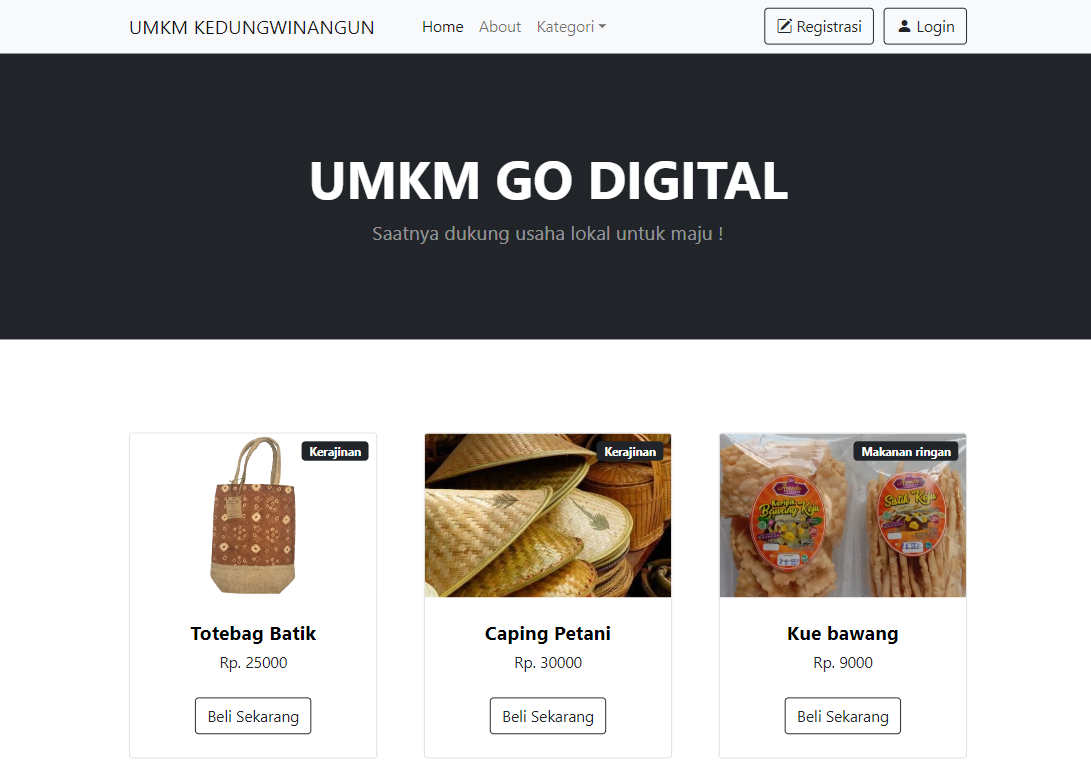 UMKM KEDUNGWINANGUN Home About Kategori Registrasi Login
UMKM GO DIGITAL
Saatnya dukung usaha lokal untuk maju !
Kerajinan
Totebag Batik
Rp. 25000
Beli Sekarang
Kerajinan
Caping Petani
Rp. 30000
Beli Sekarang
Makanan ringan
Keripik
Bawang Keju
Stik Keju
Kue bawang
Rp. 9000
Beli Sekarang